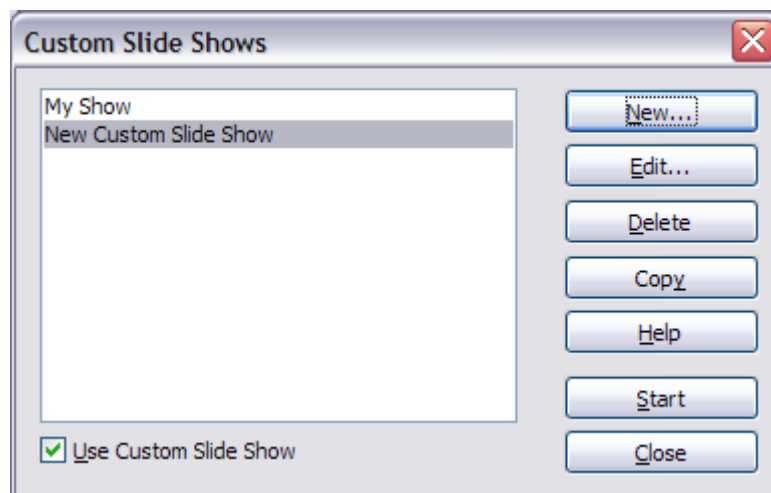 Custom Slide Shows
My Show
New Custom Slide Show
New...
Edit...
Delete
Copy
Help
Start
Close
Use Custom Slide Show